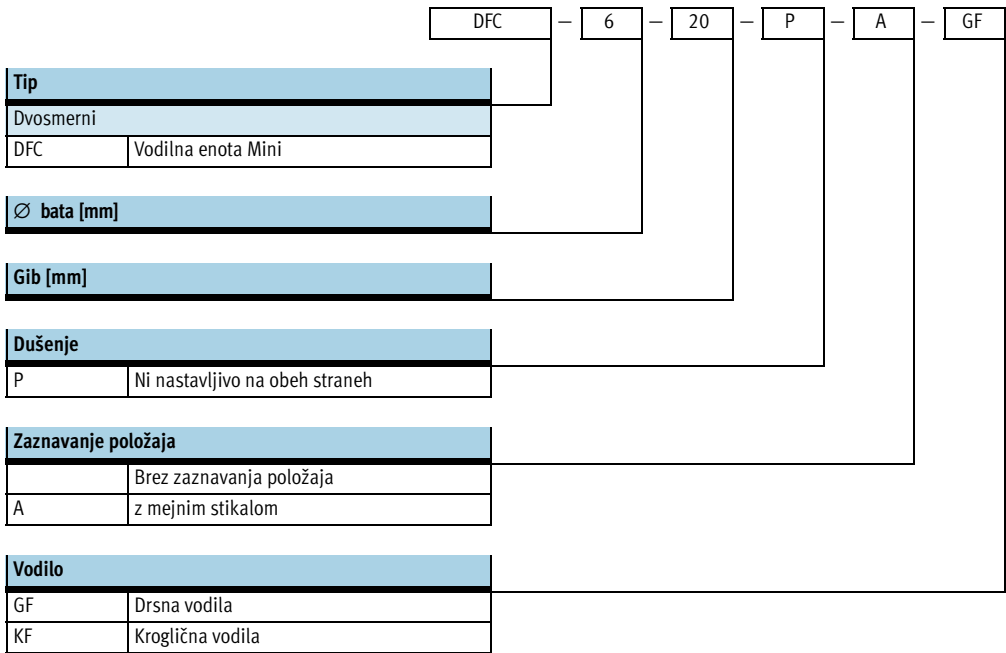 DFC – 6 – 20 – P – A – GF
Tip
Dvosmerni
DFC Vodilna enota Mini
∅ bata [mm]
Gib [mm]
Dušenje
P Ni nastavljivo na obeh straneh
Zaznavanje položaja
Brez zaznavanja položaja
A z mejnim stikalom
Vodilo
GF Drsna vodila
KF Kroglična vodila